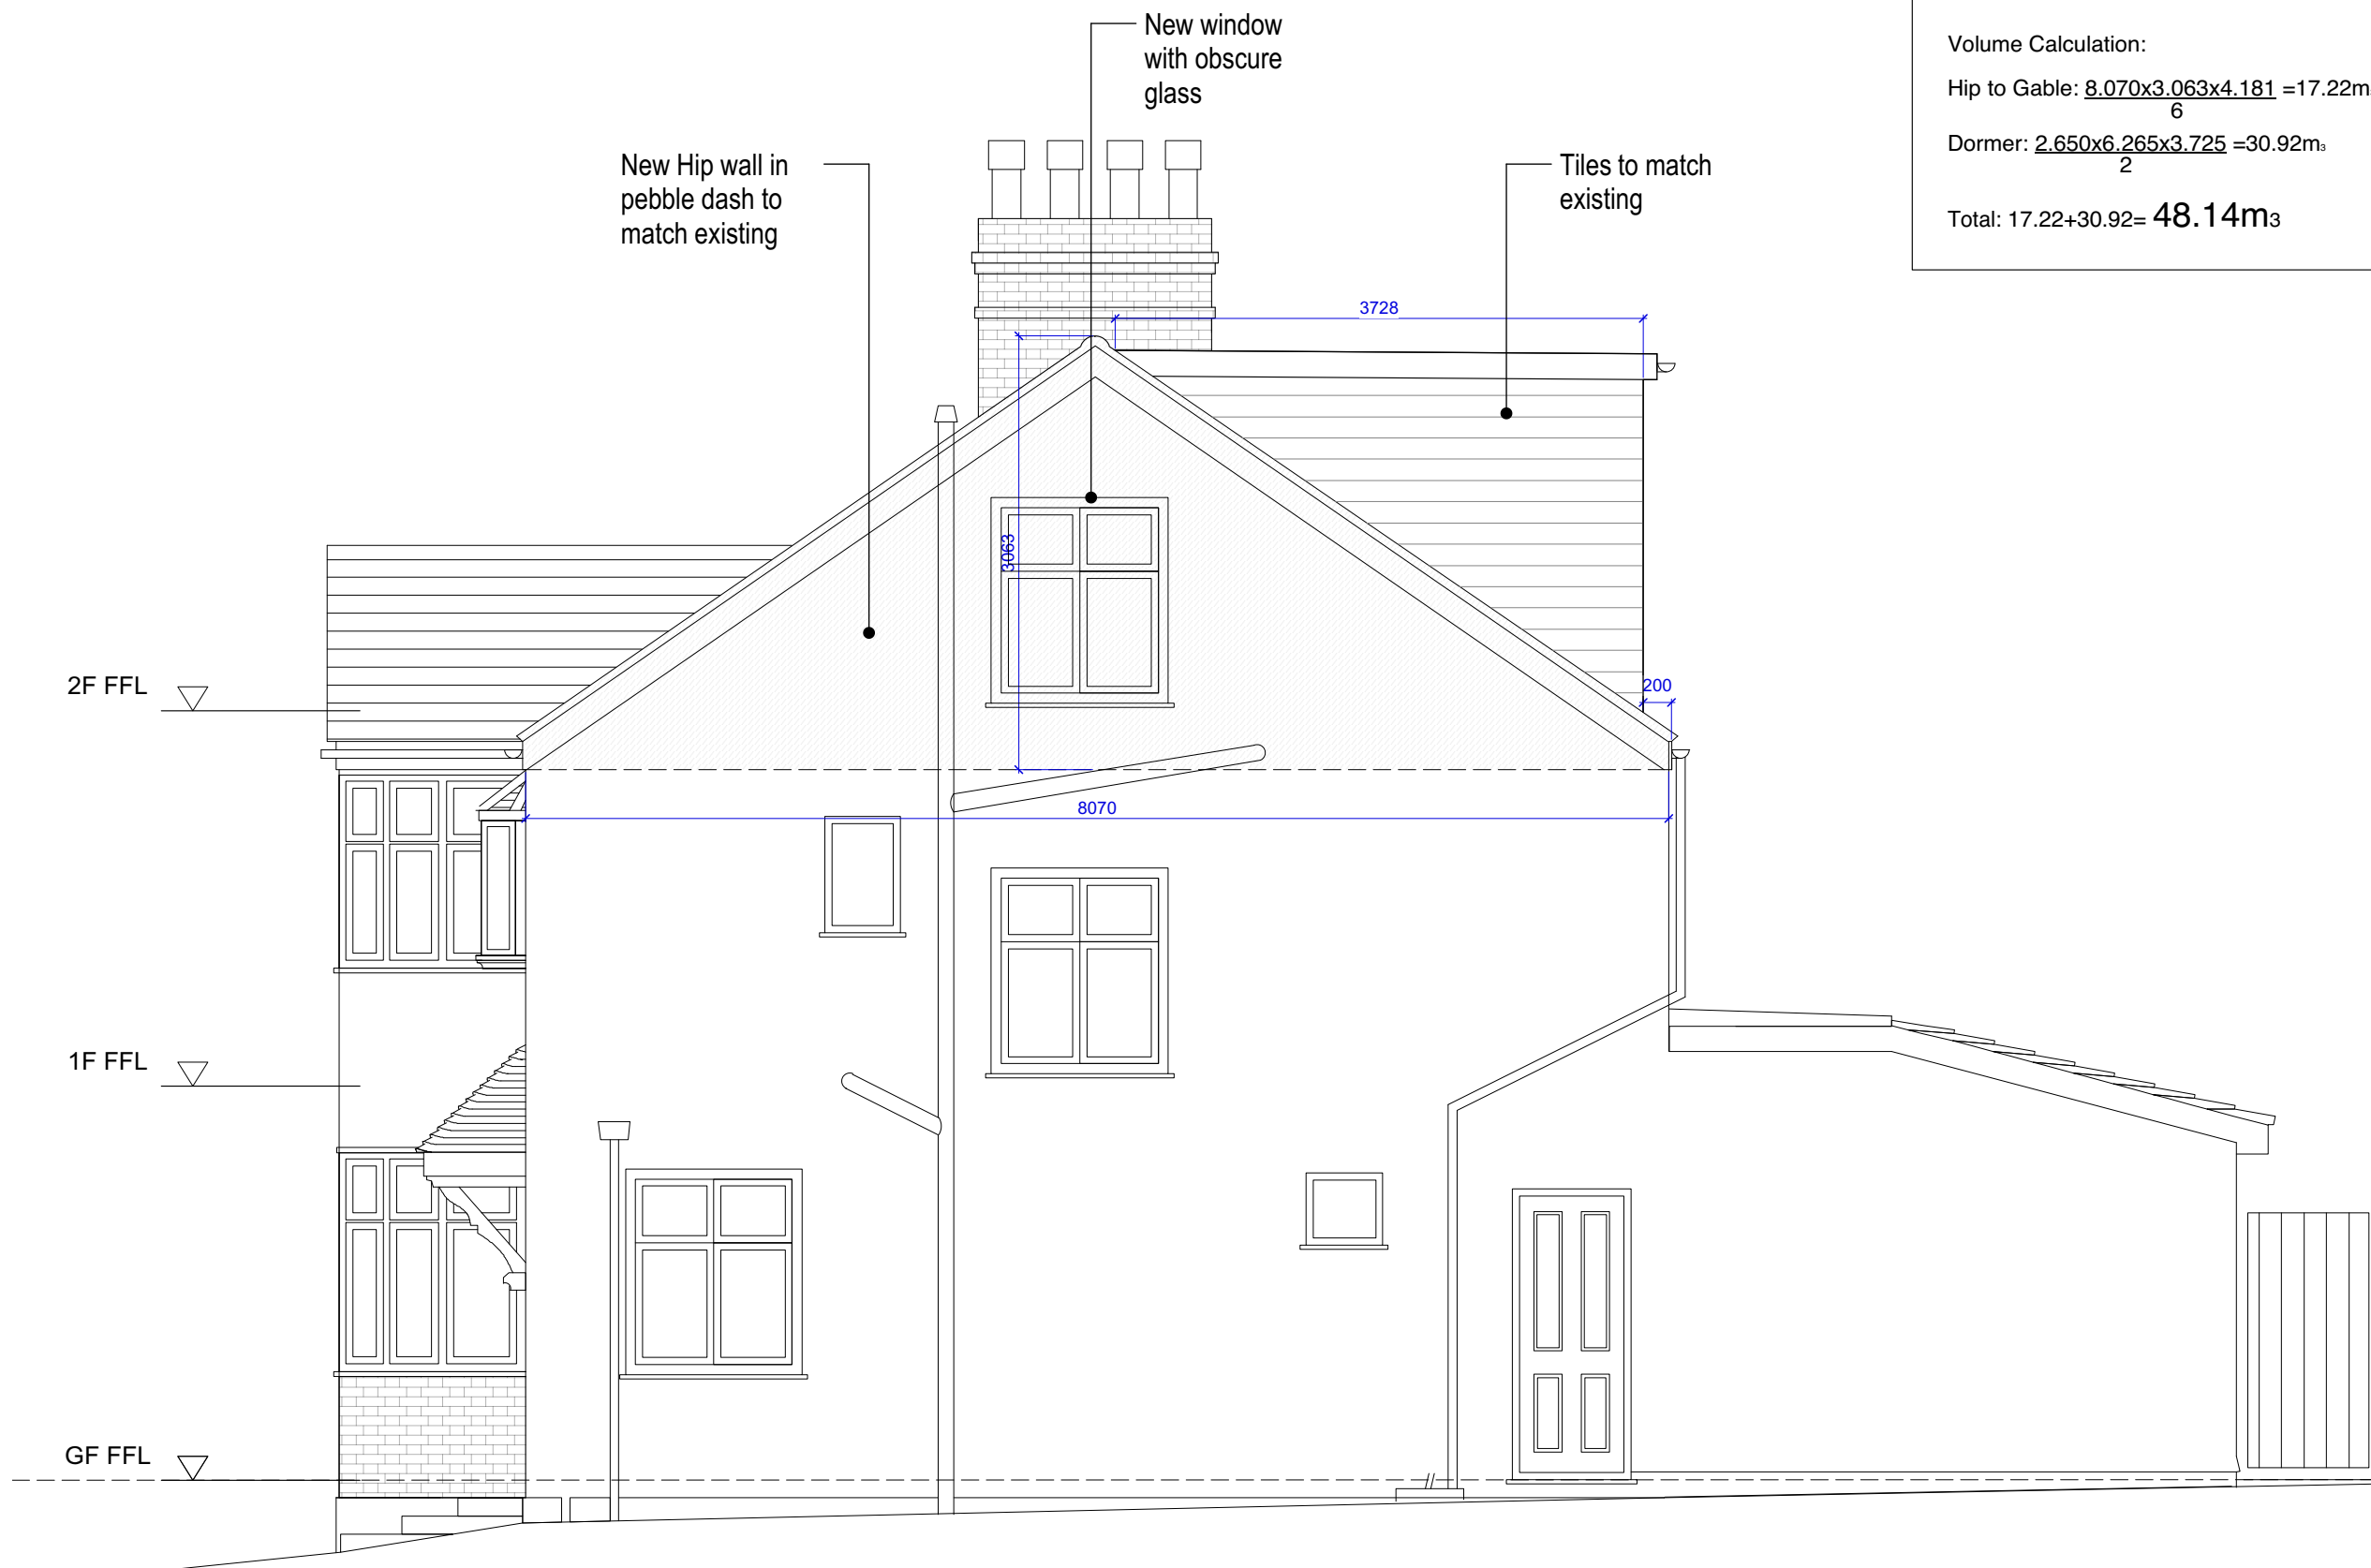 New window
with obscure
glass
Volume Calculation:
Hip to Gable: 8.070x3.063x4.181 =17.22m
6
Dormer: 2.650x6.265x3.725 =30.92m3
2
Total: 17.22+30.92= 48.14m3
New Hip wall in
pebble dash to
match existing
Tiles to match
existing
3728
3063
2F FFL
200
8070
1F FFL
GF FFL